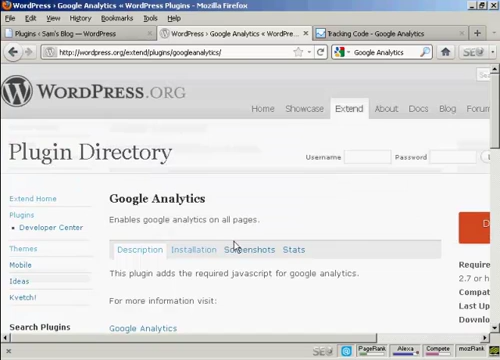 WordPress › Google Analytics « WordPress Plugins - Mozilla Firefox
File Edit View History Bookmarks Tools Help
Plugins ‹ Sam's Blog — WordPress
WordPress › Google Analytics « WordPress Plu...
Tracking Code - Google Analytics
http://wordpress.org/extend/plugins/googleanalytics/
Google Analytics
WORDPRESS.ORG
Home Showcase Extend About Docs Blog Forum
Plugin Directory
Username Password
Extend Home
Plugins
Developer Center
Themes
Mobile
Ideas
Kvetch!
Search Plugins
Google Analytics
Enables google analytics on all pages.
Description Installation Screenshots Stats
This plugin adds the required javascript for google analytics.
For more information visit:
Google Analytics
D
Require
2.7 or h
Compat
Last Up
Downlo
PageRank Alexa Compete mozRank